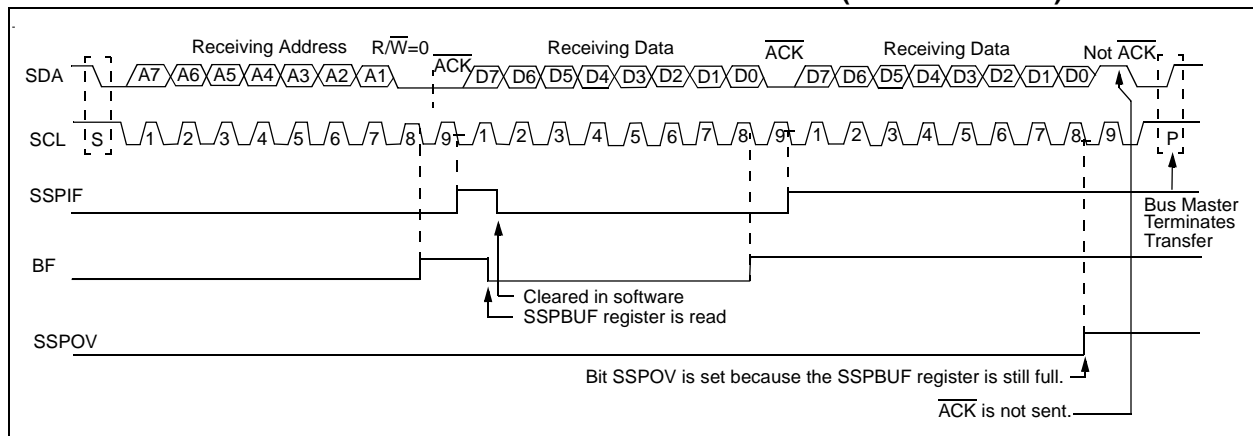 Receiving Address R/W=0 ACK Receiving Data ACK Receiving Data Not ACK
SDA A7 A6 A5 A4 A3 A2 A1 D7 D6 D5 D4 D3 D2 D1 D0 D7 D6 D5 D4 D3 D2 D1 D0
SCL S 1 2 3 4 5 6 7 8 9 1 2 3 4 5 6 7 8 9 1 2 3 4 5 6 7 8 9 P
SSPIF
Bus Master
Terminates
Transfer
BF
Cleared in software
SSPBUF register is read
SSPOV
Bit SSPOV is set because the SSPBUF register is still full.
ACK is not sent.